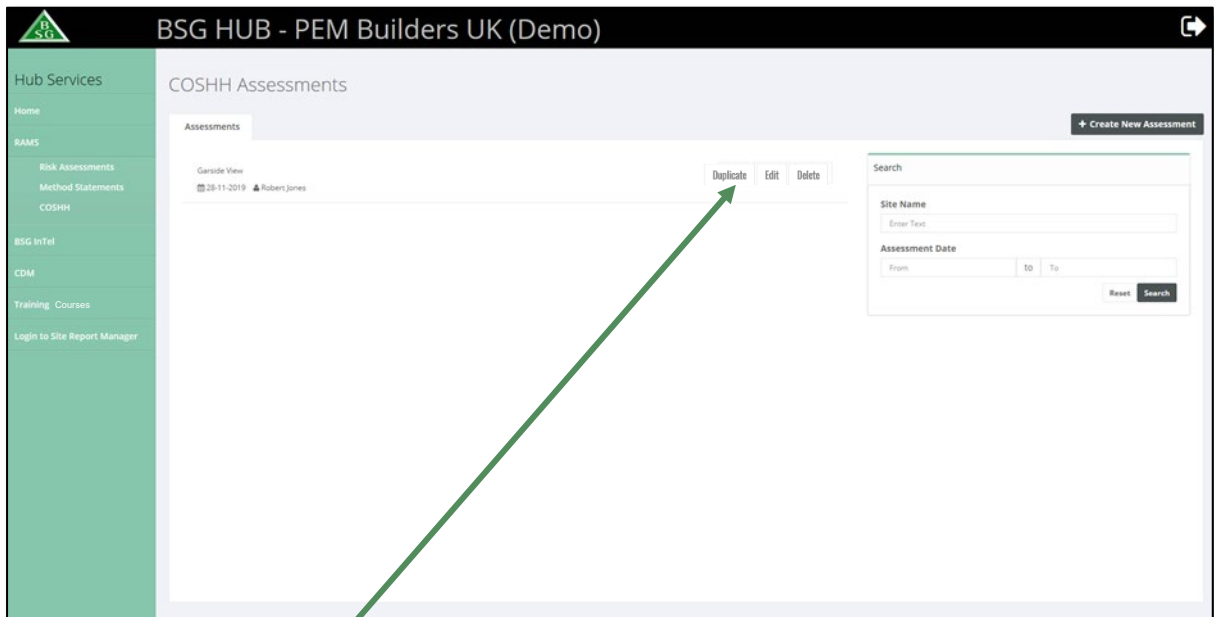 BSG
BSG HUB - PEM Builders UK (Demo)
Hub Services
Home
RAMS
Risk Assessments
Method Statements
COSHH
BSG InTel
CDM
Training Courses
Login to Site Report Manager
COSHH Assessments
Assessments
+ Create New Assessment
Garside View
28-11-2019 Robert Jones
Duplicate Edit Delete
Search
Site Name
Enter Text
Assessment Date
From to To
Reset Search